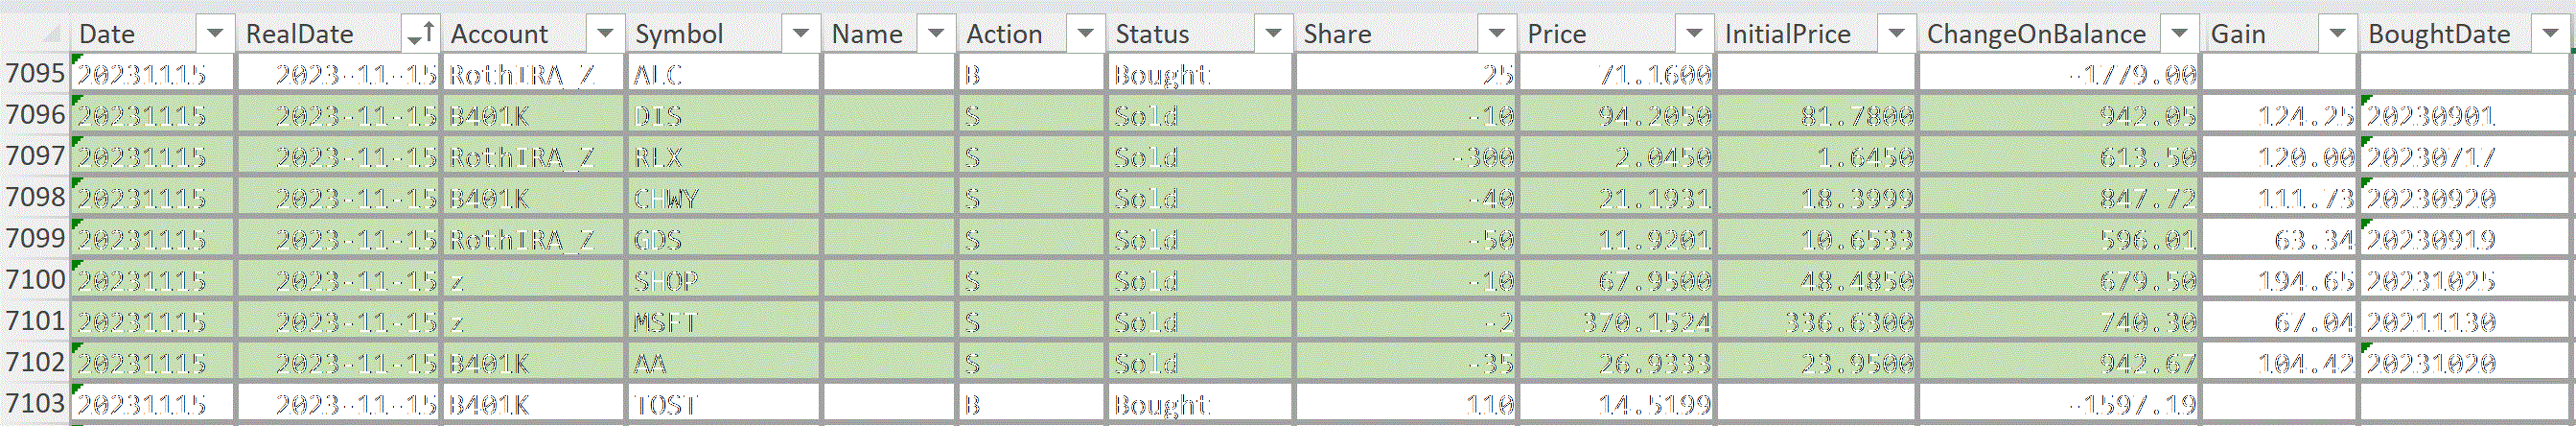 Date RealDate Account Symbol Name Action Status Share Price InitialPrice ChangeOnBalance Gain BoughtDate
7095 20231115 2023-11-15 RothIRA_Z ALC B Bought 25 71.1600 -1779.00
7096 20231115 2023-11-15 B401K DIS S Sold -10 94.2050 81.7800 942.05 124.25 20230901
7097 20231115 2023-11-15 RothIRA_Z RLX S Sold -300 2.0450 1.6450 613.50 120.00 20230717
7098 20231115 2023-11-15 B401K CHWY S Sold -40 21.1931 18.3999 847.72 111.73 20230920
7099 20231115 2023-11-15 RothIRA_Z GDS S Sold -50 11.9201 10.6533 596.01 63.34 20230919
7100 20231115 2023-11-15 z SHOP S Sold -10 67.9500 48.4850 679.50 194.65 20231025
7101 20231115 2023-11-15 z MSFT S Sold -2 370.1524 336.6300 740.30 67.04 20211130
7102 20231115 2023-11-15 B401K AA S Sold -35 26.9333 23.9500 942.67 104.42 20231020
7103 20231115 2023-11-15 B401K TOST B Bought 110 14.5199 -1597.19